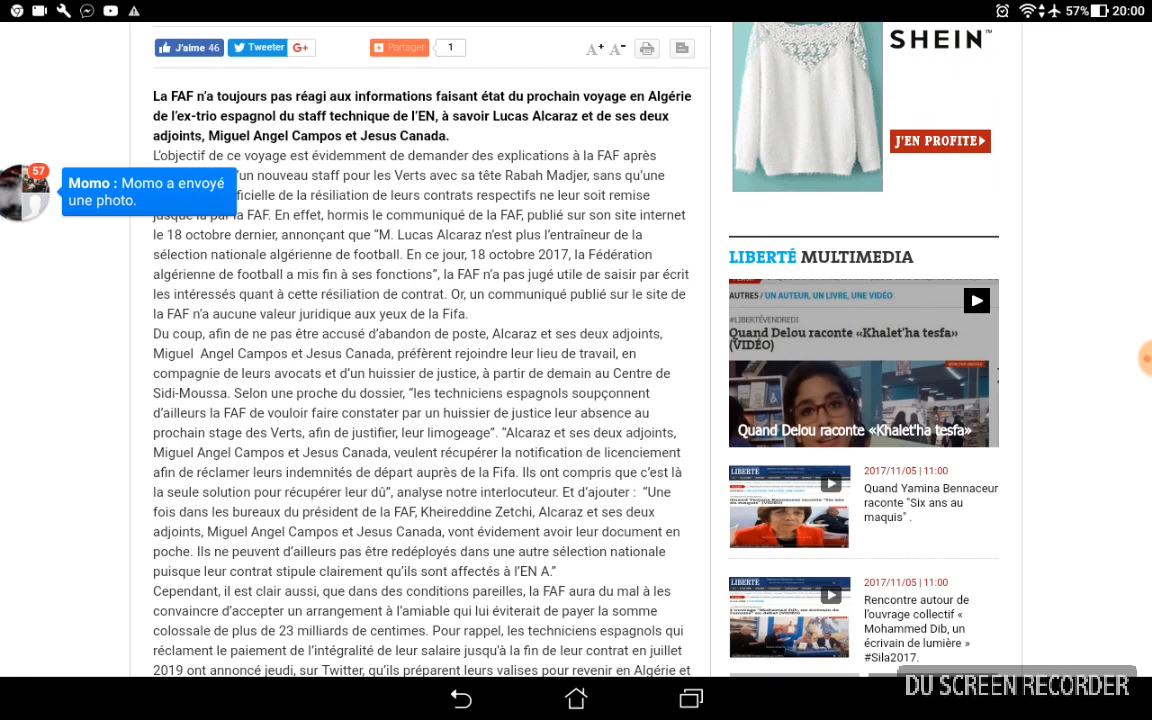 57% 20:00
J'aime 46
Tweeter
G+
Partager
1
A+ A-
La FAF n'a toujours pas réagi aux informations faisant état du prochain voyage en Algérie
de l'ex-trio espagnol du staff technique de l'EN, à savoir Lucas Alcaraz et de ses deux
adjoints, Miguel Angel Campos et Jesus Canada.
L'objectif de ce voyage est évidemment de demander des explications à la FAF après
'un nouveau staff pour les Verts avec sa tête Rabah Madjer, sans qu'une
ficielle de la résiliation de leurs contrats respectifs ne leur soit remise
jusque là par la FAF. En effet, hormis le communiqué de la FAF, publié sur son site internet
le 18 octobre dernier, annonçant que “M. Lucas Alcaraz n'est plus l'entraîneur de la
sélection nationale algérienne de football. En ce jour, 18 octobre 2017, la Fédération
algérienne de football a mis fin à ses fonctions”, la FAF n'a pas jugé utile de saisir par écrit
les intéressés quant à cette résiliation de contrat. Or, un communiqué publié sur le site de
la FAF n'a aucune valeur juridique aux yeux de la Fifa.
Du coup, afin de ne pas être accusé d'abandon de poste, Alcaraz et ses deux adjoints,
Miguel  Angel Campos et Jesus Canada, préfèrent rejoindre leur lieu de travail, en
compagnie de leurs avocats et d'un huissier de justice, à partir de demain au Centre de
Sidi-Moussa. Selon une proche du dossier, “les techniciens espagnols soupçonnent
d'ailleurs la FAF de vouloir faire constater par un huissier de justice leur absence au
prochain stage des Verts, afin de justifier, leur limogeage”. “Alcaraz et ses deux adjoints,
Miguel Angel Campos et Jesus Canada, veulent récupérer la notification de licenciement
afin de réclamer leurs indemnités de départ auprès de la Fifa. Ils ont compris que c'est là
la seule solution pour récupérer leur dû”, analyse notre interlocuteur. Et d'ajouter :  “Une
fois dans les bureaux du président de la FAF, Kheireddine Zetchi, Alcaraz et ses deux
adjoints, Miguel Angel Campos et Jesus Canada, vont évidement avoir leur document en
poche. Ils ne peuvent d'ailleurs pas être redéployés dans une autre sélection nationale
puisque leur contrat stipule clairement qu'ils sont affectés à l'EN A.”
Cependant, il est clair aussi, que dans des conditions pareilles, la FAF aura du mal à les
convaincre d'accepter un arrangement à l'amiable qui lui éviterait de payer la somme
colossale de plus de 23 milliards de centimes. Pour rappel, les techniciens espagnols qui
réclament le paiement de l'intégralité de leur salaire jusqu'à la fin de leur contrat en juillet
2019 ont annoncé jeudi, sur Twitter, qu'ils préparent leurs valises pour revenir en Algérie et
57
Momo : Momo a envoyé
une photo.
SHEIN™
J'EN PROFITE
LIBERTÉ MULTIMEDIA
AUTRES / UN AUTEUR, UN LIVRE, UNE VIDÉO
#LIBERTÉVENDREDI
Quand Delou raconte «Khalet'ha tesfa»
(VIDÉO)
Quand Delou raconte «Khalet'ha tesfa»
LIBERTE
2017/11/05 | 11:00
Quand Yamina Bennaceur
raconte "Six ans au
maquis" .
LIBERTE
2017/11/05 | 11:00
Rencontre autour de
l'ouvrage collectif «
Mohammed Dib, un
écrivain de lumière »
#Sila2017.
DU SCREEN RECORDER